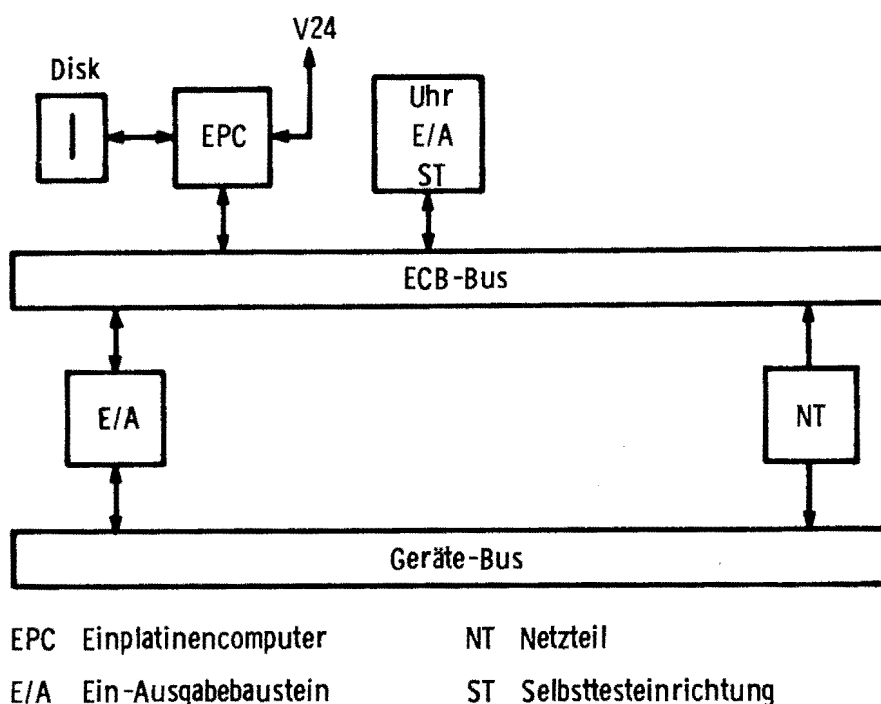 V24
Disk
EPC
Uhr
E/A
ST
ECB-Bus
E/A
NT
Geräte-Bus
EPC Einplatinencomputer
NT Netzteil
E/A Ein-Ausgabebaustein
ST Selbsttesteinrichtung